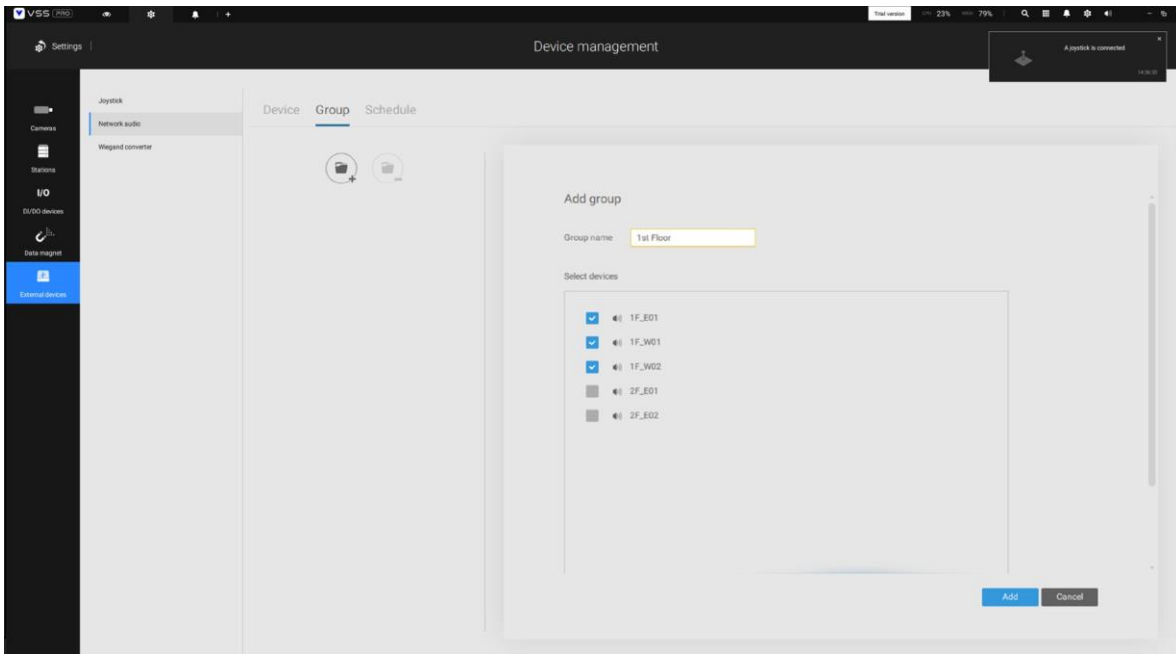 VSS PRO
+
Trial version
CPU 23%
MEM 79%
Settings
Device management
A joystick is connected
Cameras
Stations
I/O
DI/DO devices
Data magnet
External devices
Joystick
Network audio
Wiegand converter
Device Group Schedule
Add group
Group name 1st Floor
Select devices
1F_E01
1F_W01
1F_W02
2F_E01
2F_E02
Add Cancel